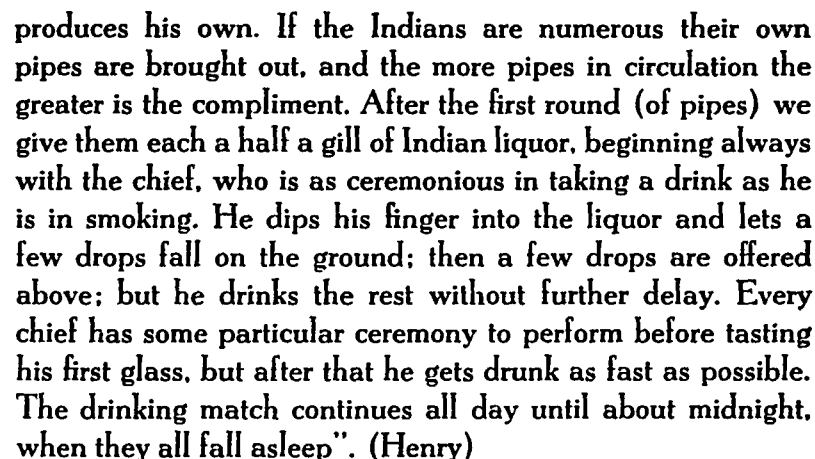 produces his own. If the Indians are numerous their own
pipes are brought out, and the more pipes in circulation the
greater is the compliment. After the first round (of pipes) we
give them each a half a gill of Indian liquor, beginning always
with the chief, who is as ceremonious in taking a drink as he
is in smoking. He dips his finger into the liquor and lets a
few drops fall on the ground; then a few drops are offered
above; but he drinks the rest without further delay. Every
chief has some particular ceremony to perform before tasting
his first glass, but after that he gets drunk as fast as possible.
The drinking match continues all day until about midnight,
when they all fall asleep". (Henry)